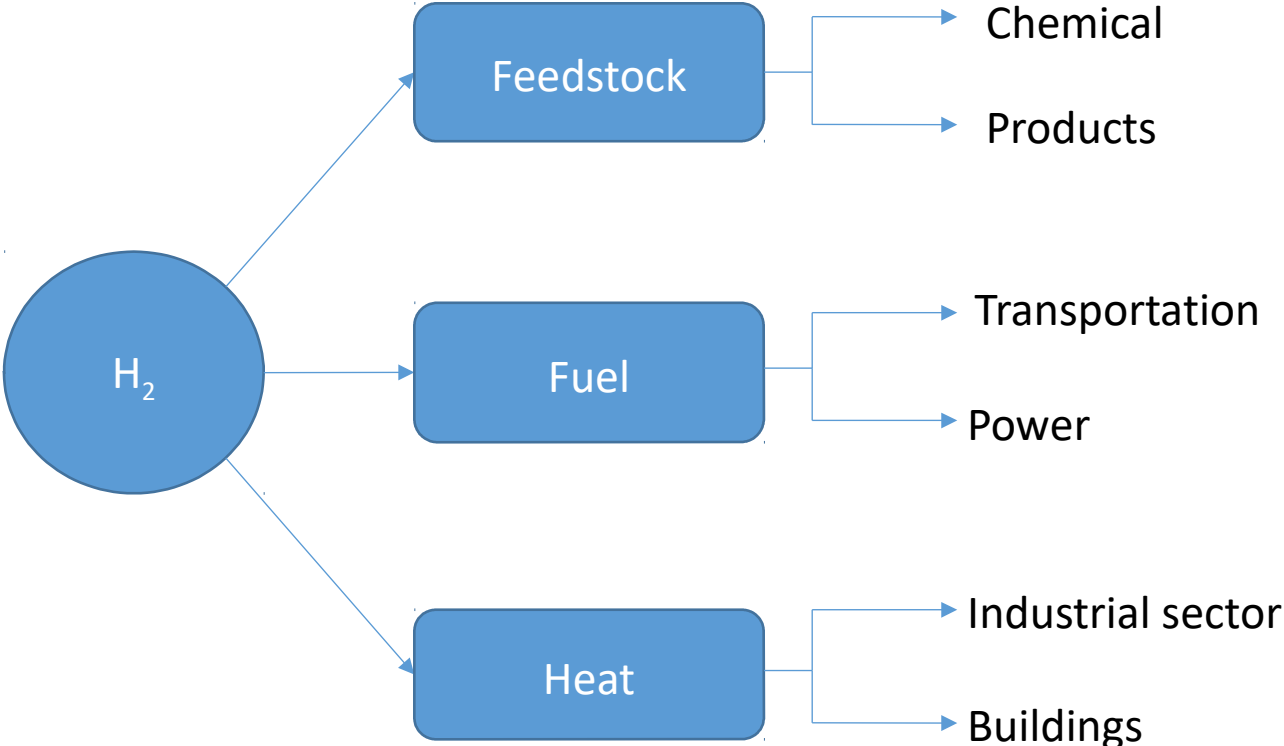 Chemical
Feedstock
Products
H₂
Transportation
Fuel
Power
Industrial sector
Heat
Buildings